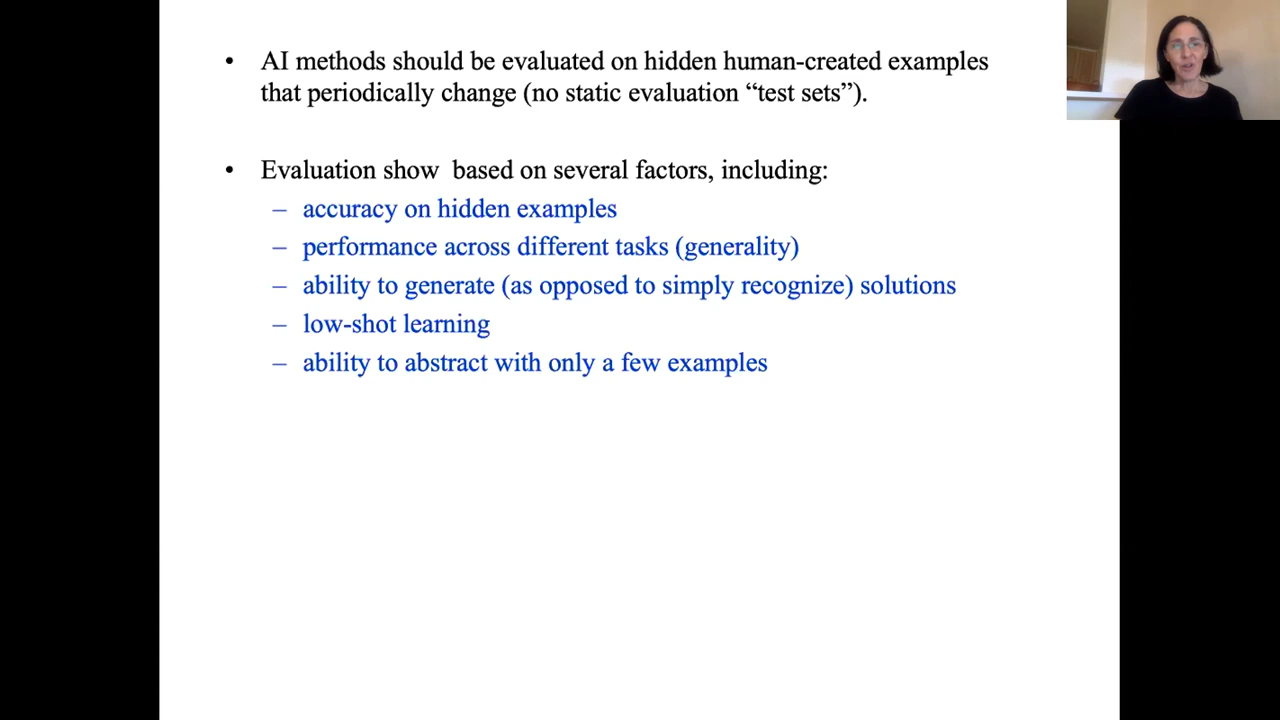 • AI methods should be evaluated on hidden human-created examples
that periodically change (no static evaluation “test sets”).
• Evaluation show based on several factors, including:
– accuracy on hidden examples
– performance across different tasks (generality)
– ability to generate (as opposed to simply recognize) solutions
– low-shot learning
– ability to abstract with only a few examples